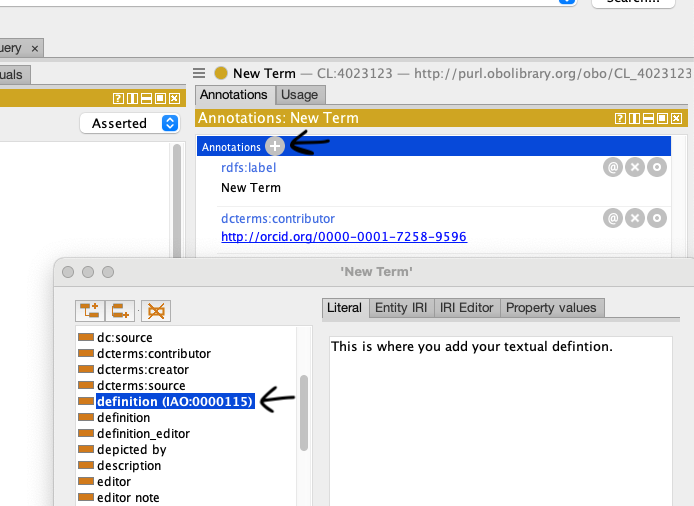 Search...
uery ×
uals
New Term — CL:4023123 — http://purl.obolibrary.org/obo/CL_4023123
Annotations Usage
Annotations: New Term
Asserted
Annotations
rdfs:label
New Term
dcterms:contributor
http://orcid.org/0000-0001-7258-9596
'New Term'
Literal Entity IRI IRI Editor Property values
dc:source
dcterms:contributor
dcterms:creator
dcterms:source
definition (IAO:0000115)
definition
definition_editor
depicted by
description
editor
editor note
This is where you add your textual defintion.